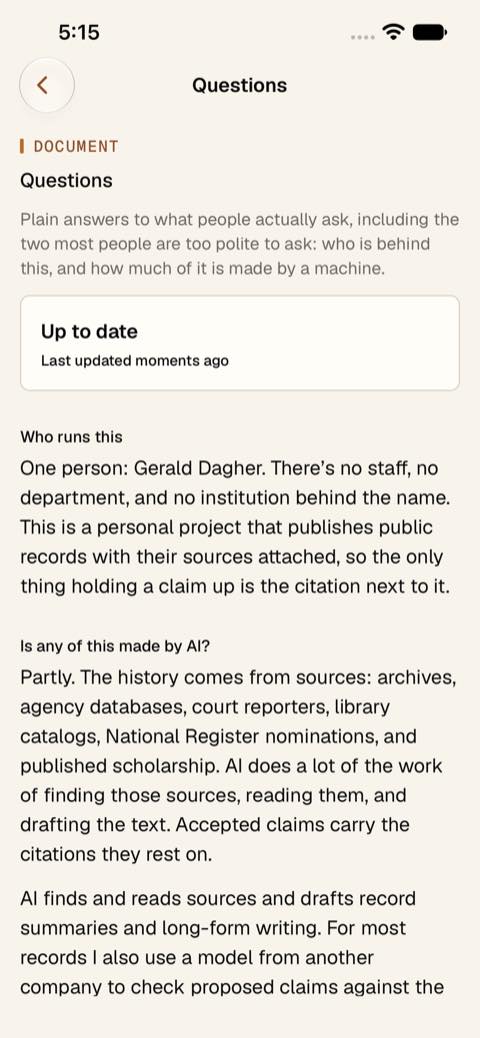 5:15
Questions
DOCUMENT
Questions
Plain answers to what people actually ask, including the
two most people are too polite to ask: who is behind
this, and how much of it is made by a machine.
Up to date
Last updated moments ago
Who runs this
One person: Gerald Dagher. There’s no staff, no
department, and no institution behind the name.
This is a personal project that publishes public
records with their sources attached, so the only
thing holding a claim up is the citation next to it.
Is any of this made by AI?
Partly. The history comes from sources: archives,
agency databases, court reporters, library
catalogs, National Register nominations, and
published scholarship. AI does a lot of the work
of finding those sources, reading them, and
drafting the text. Accepted claims carry the
citations they rest on.
AI finds and reads sources and drafts record
summaries and long-form writing. For most
records I also use a model from another
company to check proposed claims against the